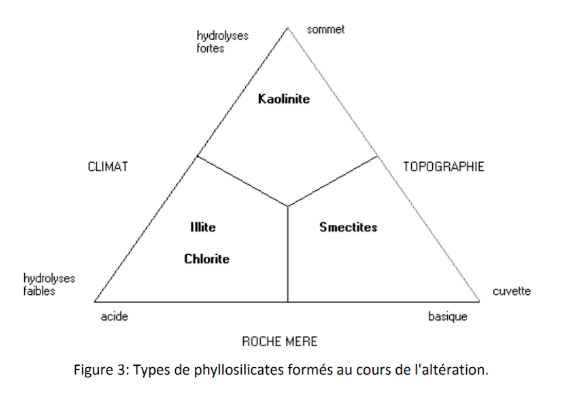 sommet
hydrolyses
fortes
Kaolinite
CLIMAT
TOPOGRAPHIE
Illite
Smectites
Chlorite
hydrolyses
faibles
cuvette
acide
basique
ROCHE MERE
Figure 3: Types de phyllosilicates formés au cours de l'altération.